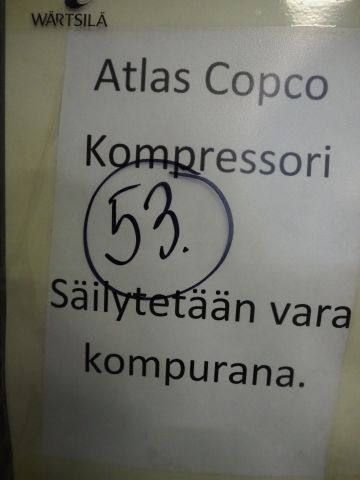 WÄRTSILÄ
Atlas Copco
Kompressori
53.
Säilytetään vara
kompurana.